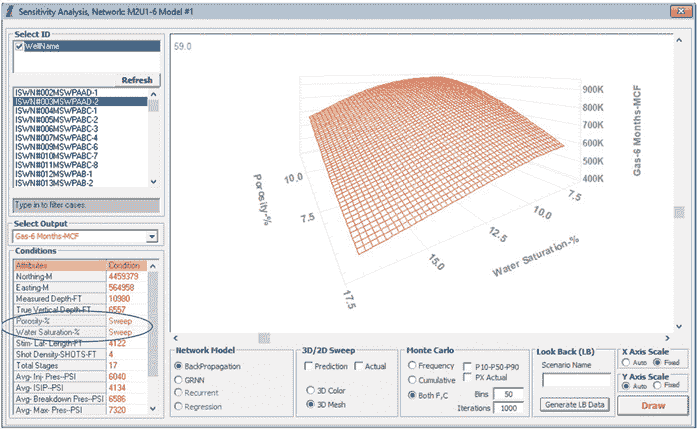 Sensitivity Analysis, Network: M2U1-6 Model #1
Select ID
WellName
Refresh
ISWN#002MSWPAAD-1
ISWN#003MSWPAAD-2
ISWN#004MSWPABC-1
ISWN#005MSWPABC-2
ISWN#006MSWPABC-3
ISWN#007MSWPABC-4
ISWN#009MSWPABC-6
ISWN#010MSWPABC-7
ISWN#011MSWPABC-8
ISWN#012MSWPAB-1
ISWN#013MSWPAB-2
Type in to filter cases.
Select Output
Gas-6 Months-MCF
Conditions
Attributes Condition
Northing-M 4459379
Easting-M 564958
Measured Depth-FT 10980
True Vertical Depth-FT 6557
Porosity-% Sweep
Water Saturation-% Sweep
Stim- Lat- Length-FT 4122
Shot Density-SHOTS-FT 4
Total Stages 17
Avg- Inj- Pres--PSI 6040
Avg- ISIP--PSI 4134
Avg- Breakdown Pres--PSI 6586
Avg- Max- Pres--PSI 7320
59.0
900K
800K
700K
600K
500K
400K
Gas-6 Months-MCF
Porosity-%
10.0
7.5
Water Saturation-%
17.5
15.0
12.5
10.0
7.5
Network Model
BackPropagation
GRNN
Recurrent
Regression
3D/2D Sweep
Prediction Actual
3D Color
3D Mesh
Monte Carlo
Frequency P10-P50-P90
Cumulative PX Actual
Both F,C Bins 50
Iterations 1000
Look Back (LB)
Scenario Name
Generate LB Data
X Axis Scale
Auto Fixed
Y Axis Scale
Auto Fixed
Draw